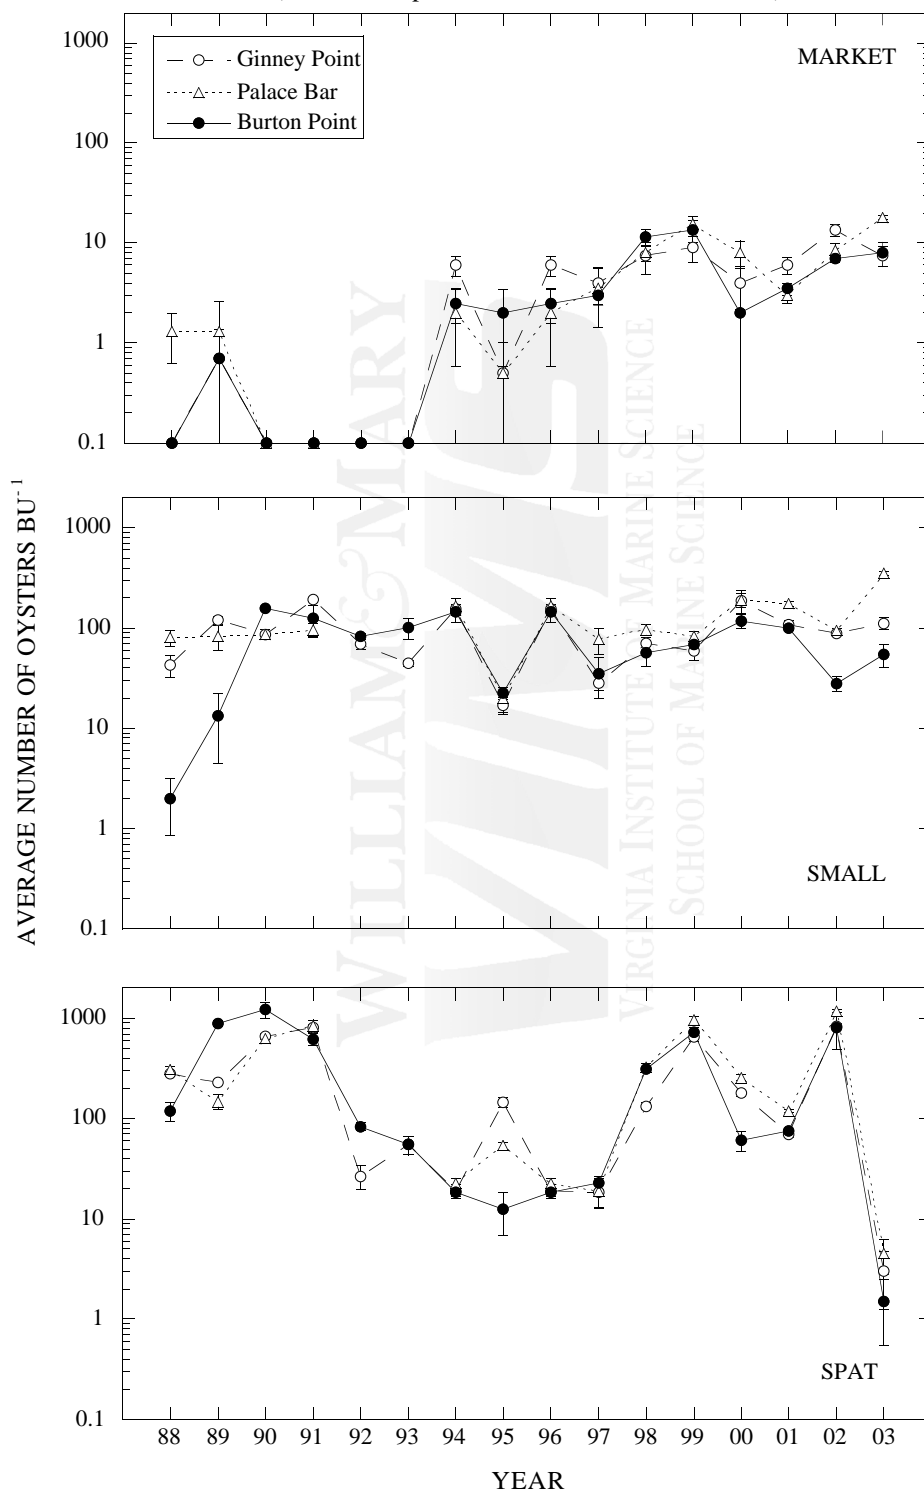 1000
100
10
1
0.1
Ginney Point
Palace Bar
Burton Point
MARKET
AVERAGE NUMBER OF OYSTERS BU-1
1000
100
10
1
0.1
SMALL
1000
100
10
1
0.1
SPAT
88 89 90 91 92 93 94 95 96 97 98 99 00 01 02 03
YEAR
WILLIAM & MARY
VIMS
VIRGINIA INSTITUTE OF MARINE SCIENCE
SCHOOL OF MARINE SCIENCE